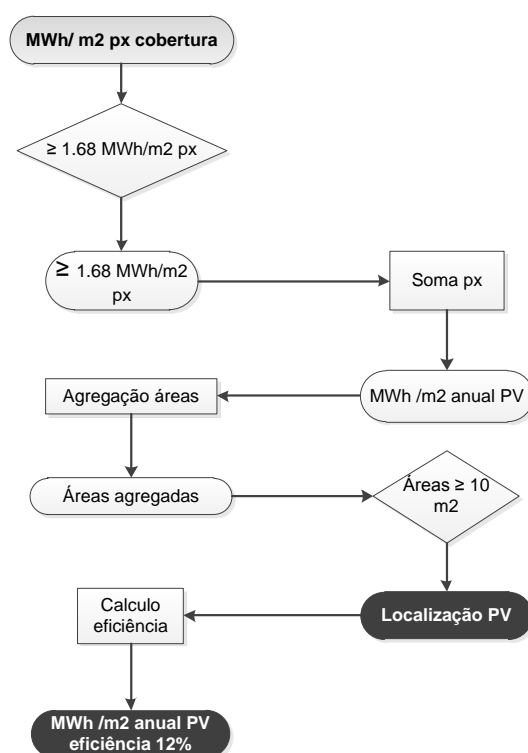 MWh/ m2 px cobertura
≥ 1.68 MWh/m2 px
≥ 1.68 MWh/m2
px
Soma px
MWh /m2 anual PV
Agregação áreas
Áreas agregadas
Áreas ≥ 10
m2
Localização PV
Calculo
eficiência
MWh /m2 anual PV
eficiência 12%